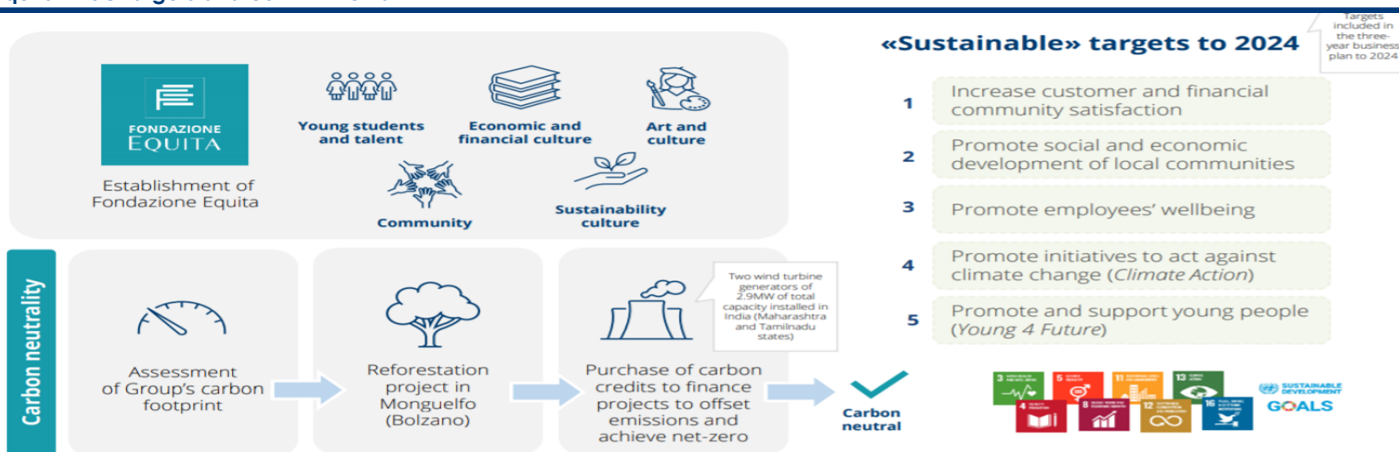 FONDAZIONE
EQUITA
Establishment of
Fondazione Equita
Young students
and talent
Economic and
financial culture
Art and
culture
Community
Sustainability
culture
Carbon neutrality
Assessment
of Group's carbon
footprint
Reforestation
project in
Monguelfo
(Bolzano)
Purchase of carbon
credits to finance
projects to offset
emissions and
achieve net-zero
Two wind turbine
generators of
2.9MW of total
capacity installed in
India (Maharashtra
and Tamilnadu
states)
Carbon
neutral
«Sustainable» targets to 2024
Targets
included in
the three-
year business
plan to 2024
1
Increase customer and financial
community satisfaction
2
Promote social and economic
development of local communities
3
Promote employees' wellbeing
4
Promote initiatives to act against
climate change (Climate Action)
5
Promote and support young people
(Young 4 Future)
3
5
11
13
4
8
12
16
SUSTAINABLE
DEVELOPMENT
GOALS